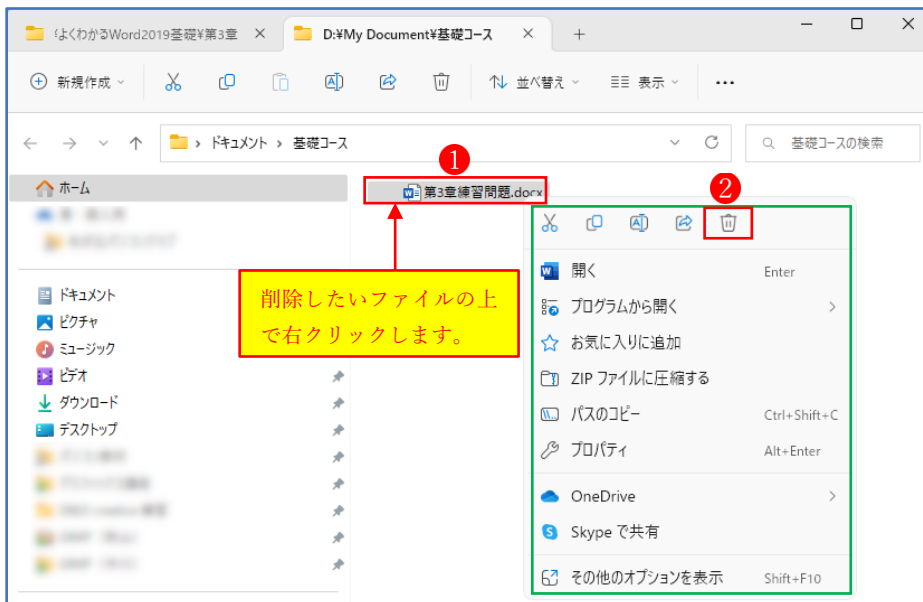 よくわかるWord2019基礎¥第3章
D:¥My Document¥基礎コース
新規作成
並べ替え
表示
ドキュメント > 基礎コース
基礎コースの検索
1
2
ホーム
第3章練習問題.docx
削除したいファイルの上
で右クリックします。
ドキュメント
ピクチャ
ミュージック
ビデオ
ダウンロード
デスクトップ
開く Enter
プログラムから開く
お気に入りに追加
ZIP ファイルに圧縮する
パスのコピー Ctrl+Shift+C
プロパティ Alt+Enter
OneDrive
Skype で共有
その他のオプションを表示 Shift+F10